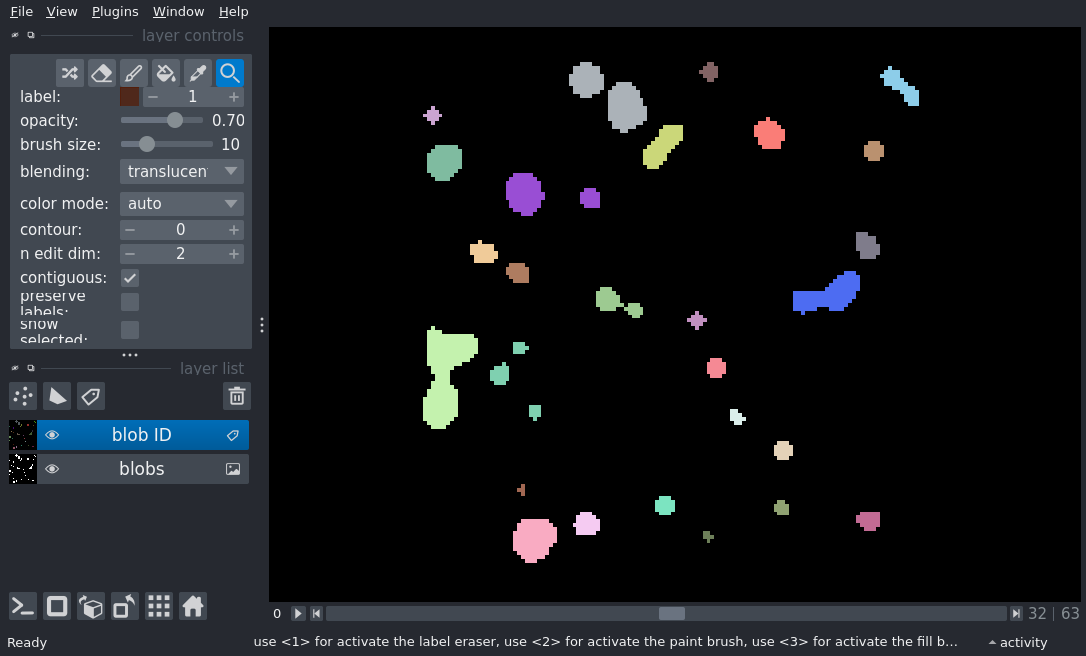 File View Plugins Window Help
layer controls
label: 1
opacity: 0.70
brush size: 10
blending: translucen
color mode: auto
contour: 0
n edit dim: 2
contiguous:
preserve
labels:
show
selected:
layer list
blob ID
blobs
0 32 63
Ready use <1> for activate the label eraser, use <2> for activate the paint brush, use <3> for activate the fill b... activity